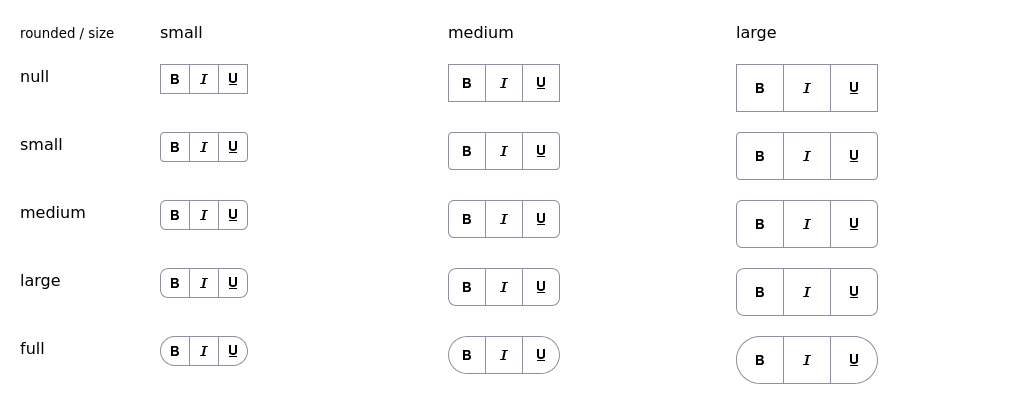 rounded / size small medium large
null B I U B I U B I U
small B I U B I U B I U
medium B I U B I U B I U
large B I U B I U B I U
full B I U B I U B I U